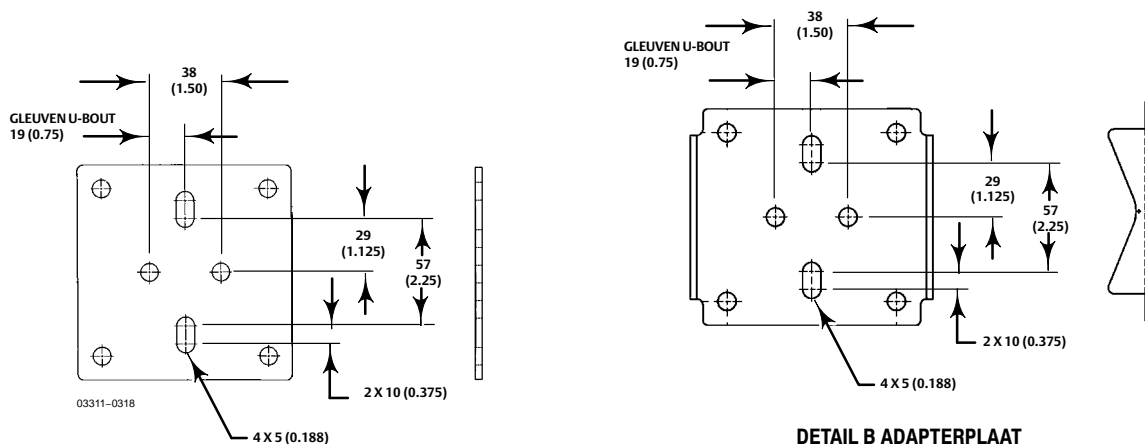 38
(1.50)
GLEUVEN U-BOUT
19 (0.75)
29
(1.125)
57
(2.25)
2 X 10 (0.375)
4 X 5 (0.188)
03311–0318
38
(1.50)
GLEUVEN U-BOUT
19 (0.75)
29
(1.125)
57
(2.25)
2 X 10 (0.375)
4 X 5 (0.188)
DETAIL B ADAPTERPLAAT